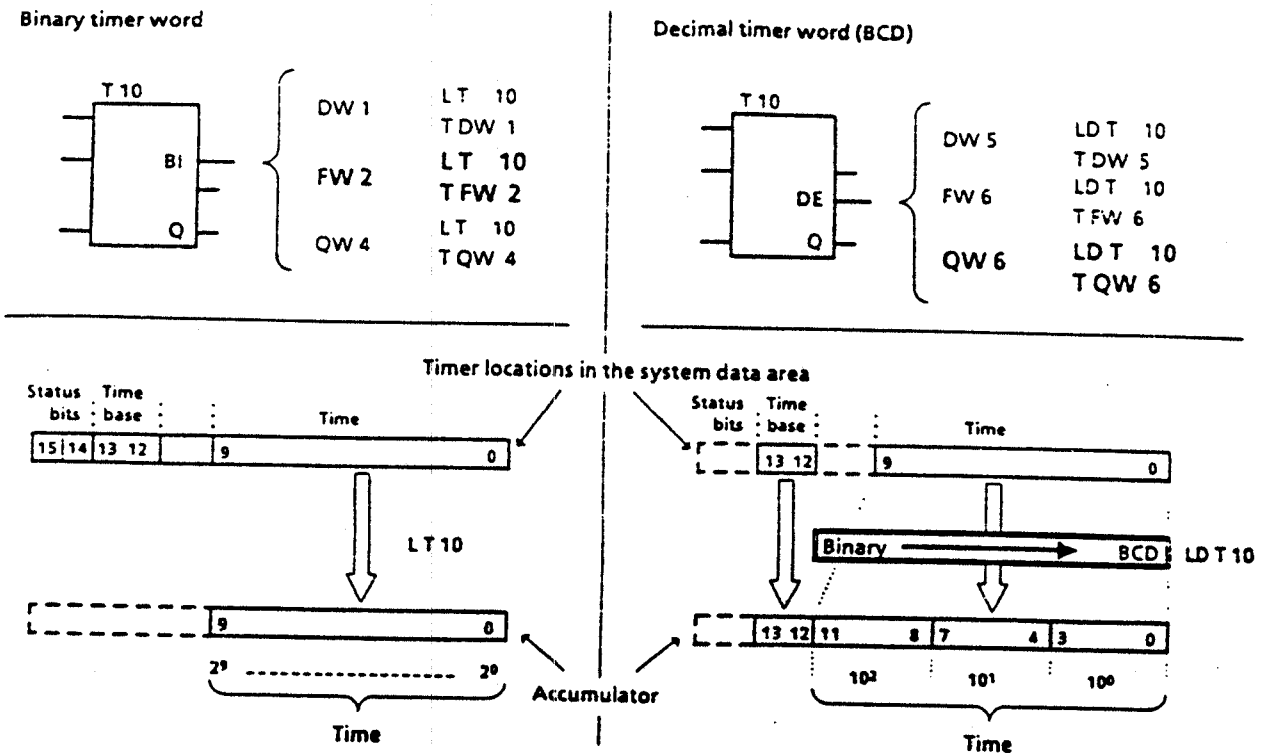 Binary timer word
T 10
BI
Q
DW 1
L T 10
T DW 1
FW 2
L T 10
T FW 2
QW 4
L T 10
T QW 4
Decimal timer word (BCD)
T 10
DE
Q
DW 5
LD T 10
T DW 5
FW 6
LD T 10
T FW 6
QW 6
LD T 10
T QW 6
Timer locations in the system data area
Status bits
Time base
Time
15 14 13 12 9 0
L T 10
9 0
2⁹ 2⁰
Time
Accumulator
Status bits
Time base
Time
13 12 9 0
Binary BCD
LD T 10
13 12 11 8 7 4 3 0
10² 10¹ 10⁰
Time